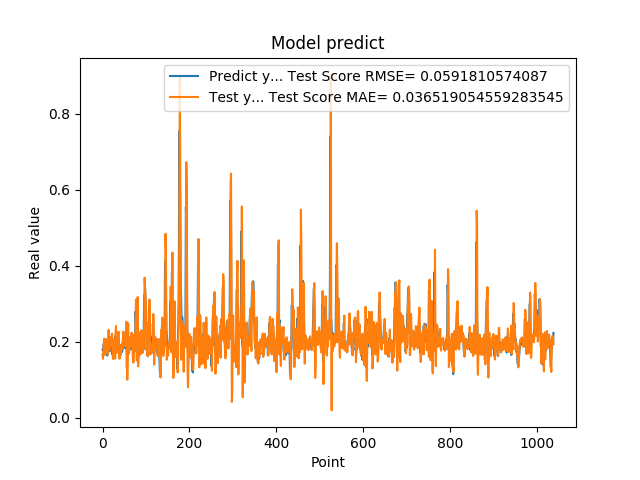 Model predict
Predict y... Test Score RMSE= 0.0591810574087
Test y... Test Score MAE= 0.036519054559283545
Real value
0.8
0.6
0.4
0.2
0.0
0 200 400 600 800 1000
Point